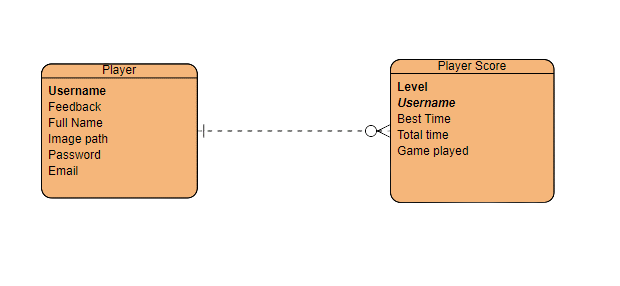 Player
Username
Feedback
Full Name
Image path
Password
Email
Player Score
Level
Username
Best Time
Total time
Game played